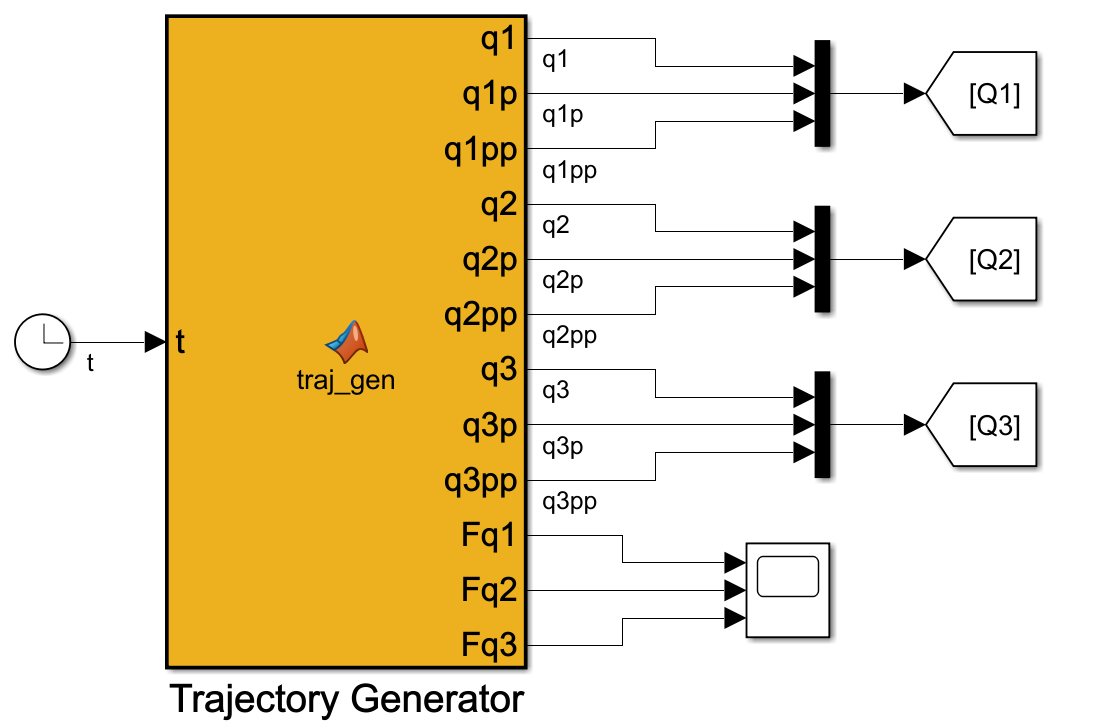 q1
q1
q1p
q1p
[Q1]
q1pp
q1pp
q2
q2
q2p
q2p
[Q2]
q2pp
q2pp
t
t
traj_gen
q3
q3
q3p
q3p
[Q3]
q3pp
q3pp
Fq1
Fq2
Fq3
Trajectory Generator